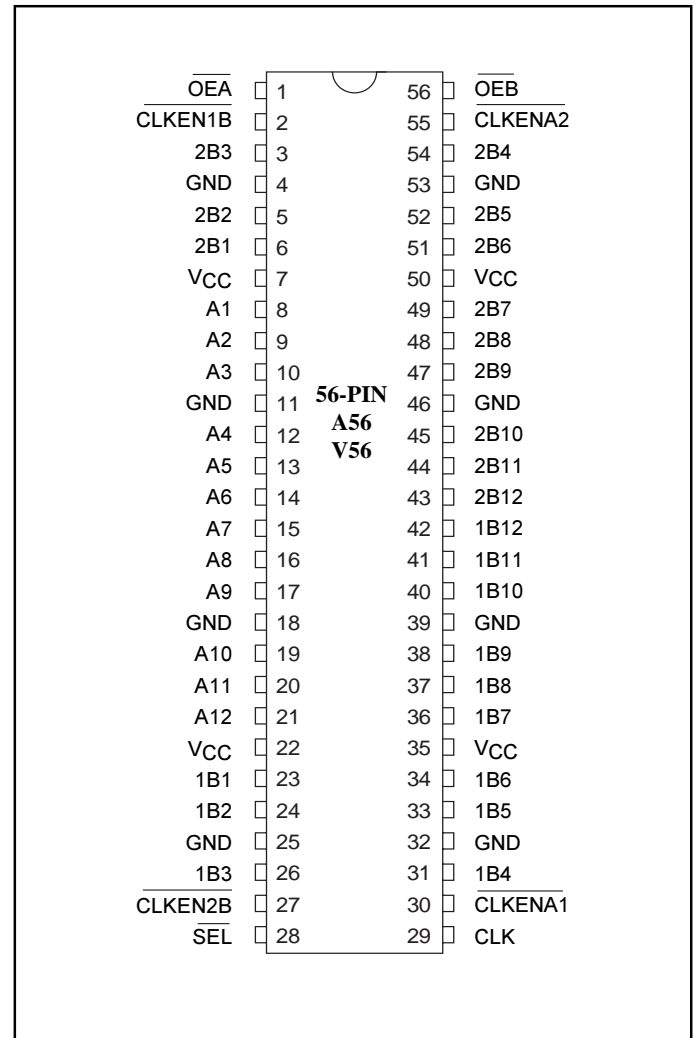 OEA 1 56 OEB
CLKEN1B 2 55 CLKENA2
2B3 3 54 2B4
GND 4 53 GND
2B2 5 52 2B5
2B1 6 51 2B6
VCC 7 50 VCC
A1 8 49 2B7
A2 9 48 2B8
A3 10 47 2B9
GND 11 56-PIN 46 GND
A4 12 A56 45 2B10
A5 13 V56 44 2B11
A6 14 43 2B12
A7 15 42 1B12
A8 16 41 1B11
A9 17 40 1B10
GND 18 39 GND
A10 19 38 1B9
A11 20 37 1B8
A12 21 36 1B7
VCC 22 35 VCC
1B1 23 34 1B6
1B2 24 33 1B5
GND 25 32 GND
1B3 26 31 1B4
CLKEN2B 27 30 CLKENA1
SEL 28 29 CLK